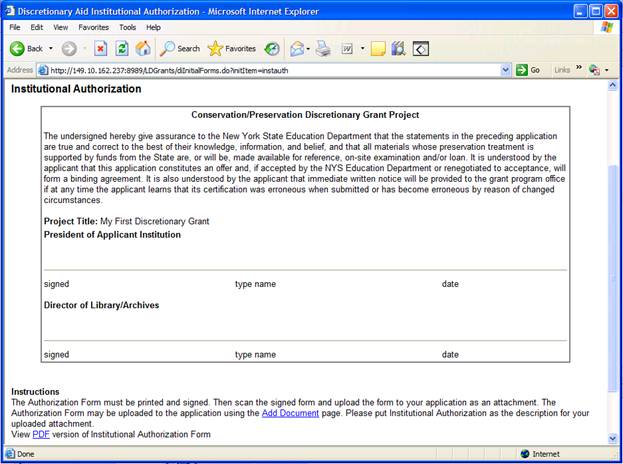 Discretionary Aid Institutional Authorization - Microsoft Internet Explorer
File Edit View Favorites Tools Help
Back Search Favorites
Address http://149.10.162.237:8989/LDGrants/diInitialForms.do?initItem=instauth Go Links »
Institutional Authorization
Conservation/Preservation Discretionary Grant Project
The undersigned hereby give assurance to the New York State Education Department that the statements in the preceding application
are true and correct to the best of their knowledge, information, and belief, and that all materials whose preservation treatment is
supported by funds from the State are, or will be, made available for reference, on-site examination and/or loan. It is understood by the
applicant that this application constitutes an offer and, if accepted by the NYS Education Department or renegotiated to acceptance, will
form a binding agreement. It is also understood by the applicant that immediate written notice will be provided to the grant program office
if at any time the applicant learns that its certification was erroneous when submitted or has become erroneous by reason of changed
circumstances.
Project Title: My First Discretionary Grant
President of Applicant Institution
signed type name date
Director of Library/Archives
signed type name date
Instructions
The Authorization Form must be printed and signed. Then scan the signed form and upload the form to your application as an attachment. The
Authorization Form may be uploaded to the application using the Add Document page. Please put Institutional Authorization as the description for your
uploaded attachment.
View PDF version of Institutional Authorization Form
Done Internet